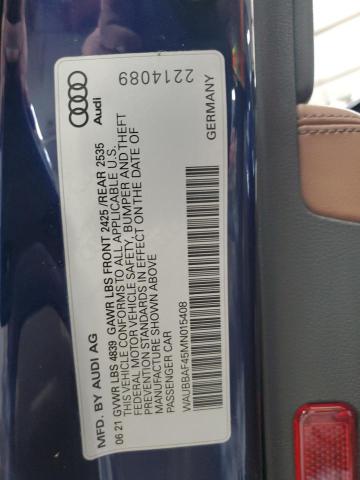 MFD. BY AUDI AG
06 21 GVWR LBS 4839 GAWR LBS FRONT 2425 /REAR 2535
THIS VEHICLE CONFORMS TO ALL APPLICABLE U.S.
FEDERAL MOTOR VEHICLE SAFETY, BUMPER AND THEFT
PREVENTION STANDARDS IN EFFECT ON THE DATE OF
MANUFACTURE SHOWN ABOVE
PASSENGER CAR
WAUBBAF45MN015408
GERMANY
Audi
2214089